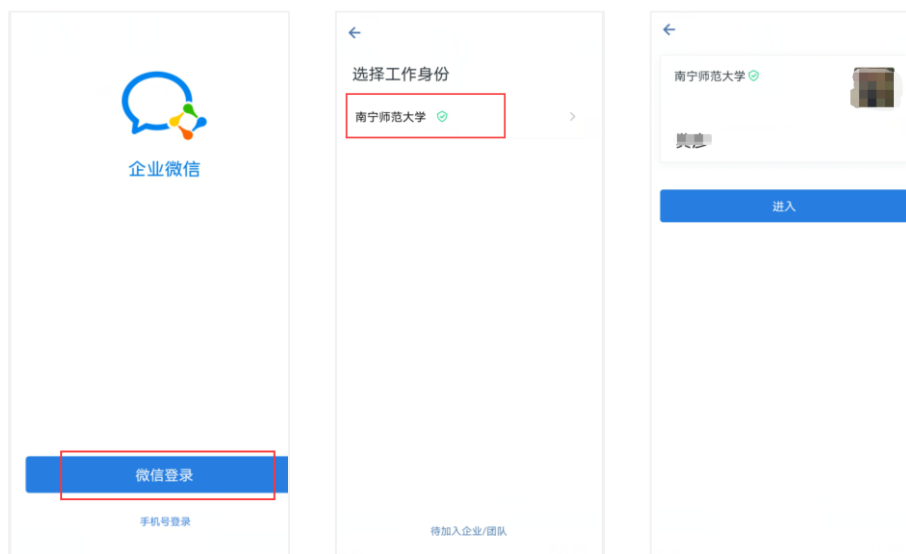 企业微信
微信登录
手机号登录
选择工作身份
南宁师范大学
待加入企业/团队
南宁师范大学
进入